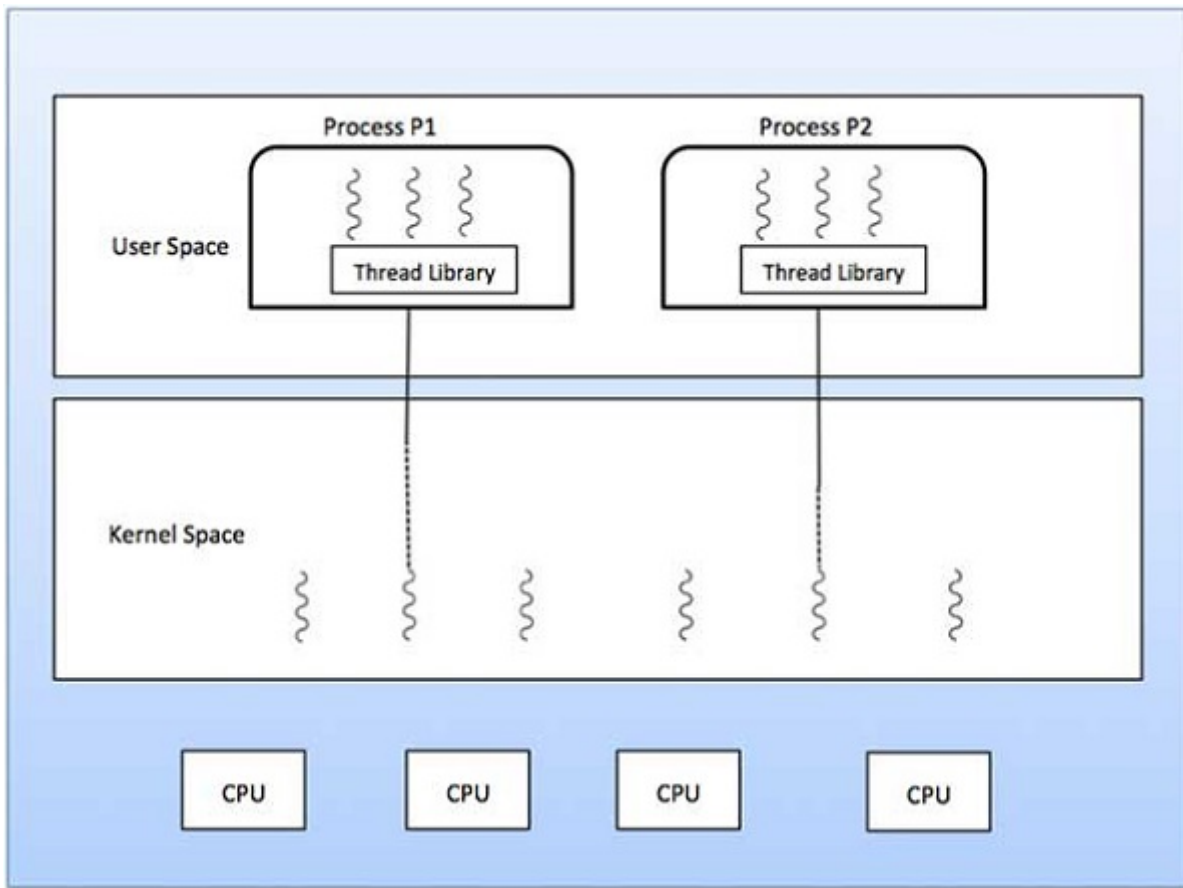 Process P1
Process P2
User Space
Thread Library
Thread Library
Kernel Space
CPU
CPU
CPU
CPU